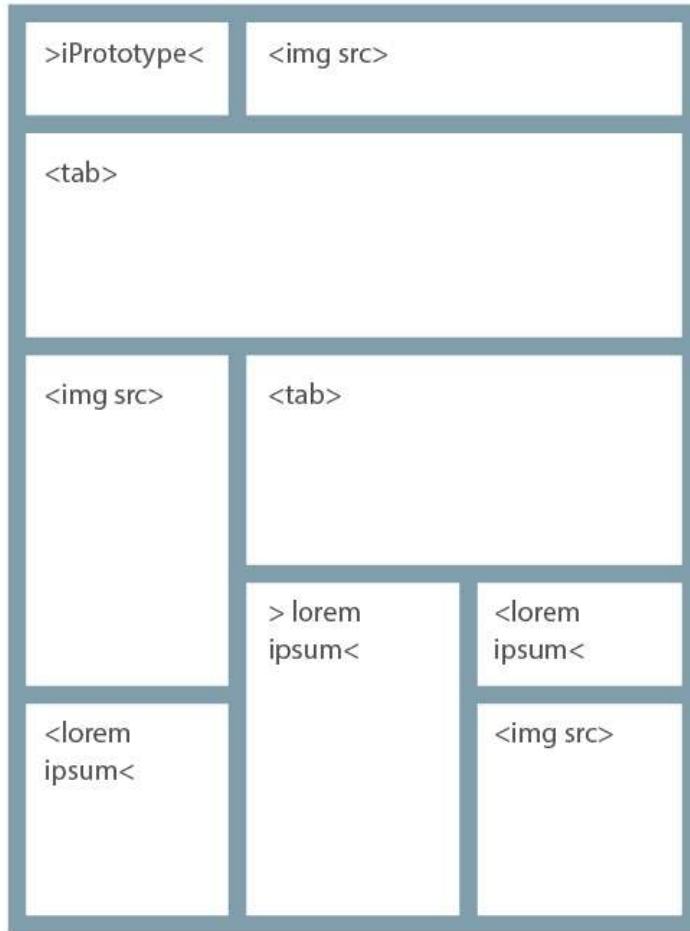 >iPrototype<
<img src>
<tab>
<img src>
<tab>
> lorem
ipsum<
<lorem
ipsum<
<lorem
ipsum<
<img src>